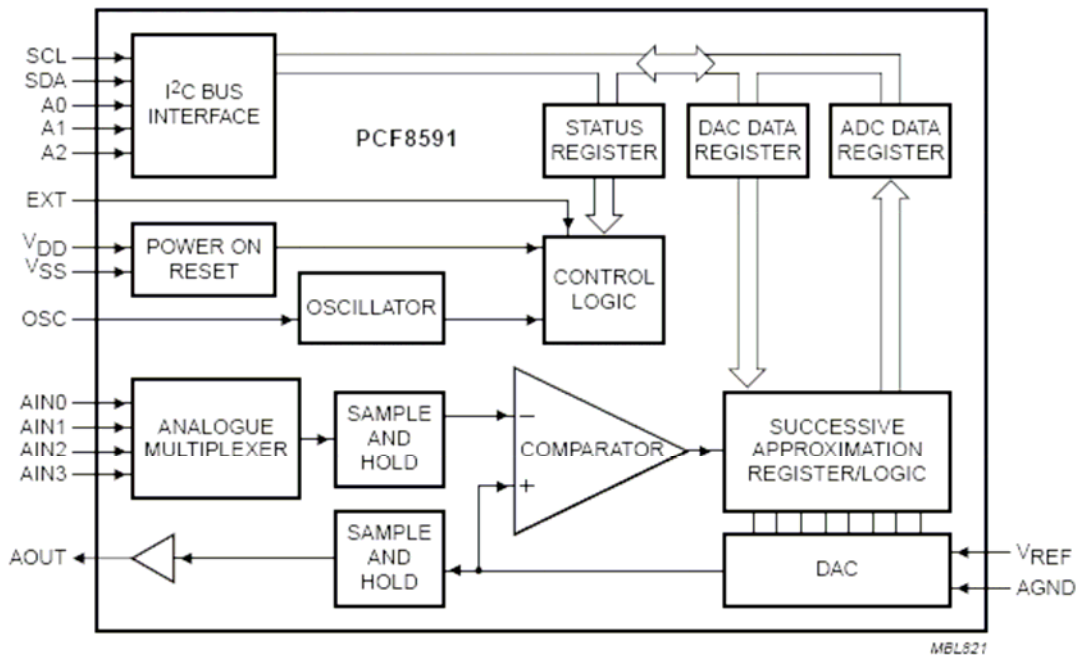 SCL
SDA
A0
A1
A2
I²C BUS
INTERFACE
PCF8591
STATUS
REGISTER
DAC DATA
REGISTER
ADC DATA
REGISTER
EXT
VDD
VSS
POWER ON
RESET
OSC
OSCILLATOR
CONTROL
LOGIC
AIN0
AIN1
AIN2
AIN3
ANALOGUE
MULTIPLEXER
SAMPLE
AND
HOLD
−
COMPARATOR
+
SUCCESSIVE
APPROXIMATION
REGISTER/LOGIC
AOUT
SAMPLE
AND
HOLD
DAC
VREF
AGND
MBL821